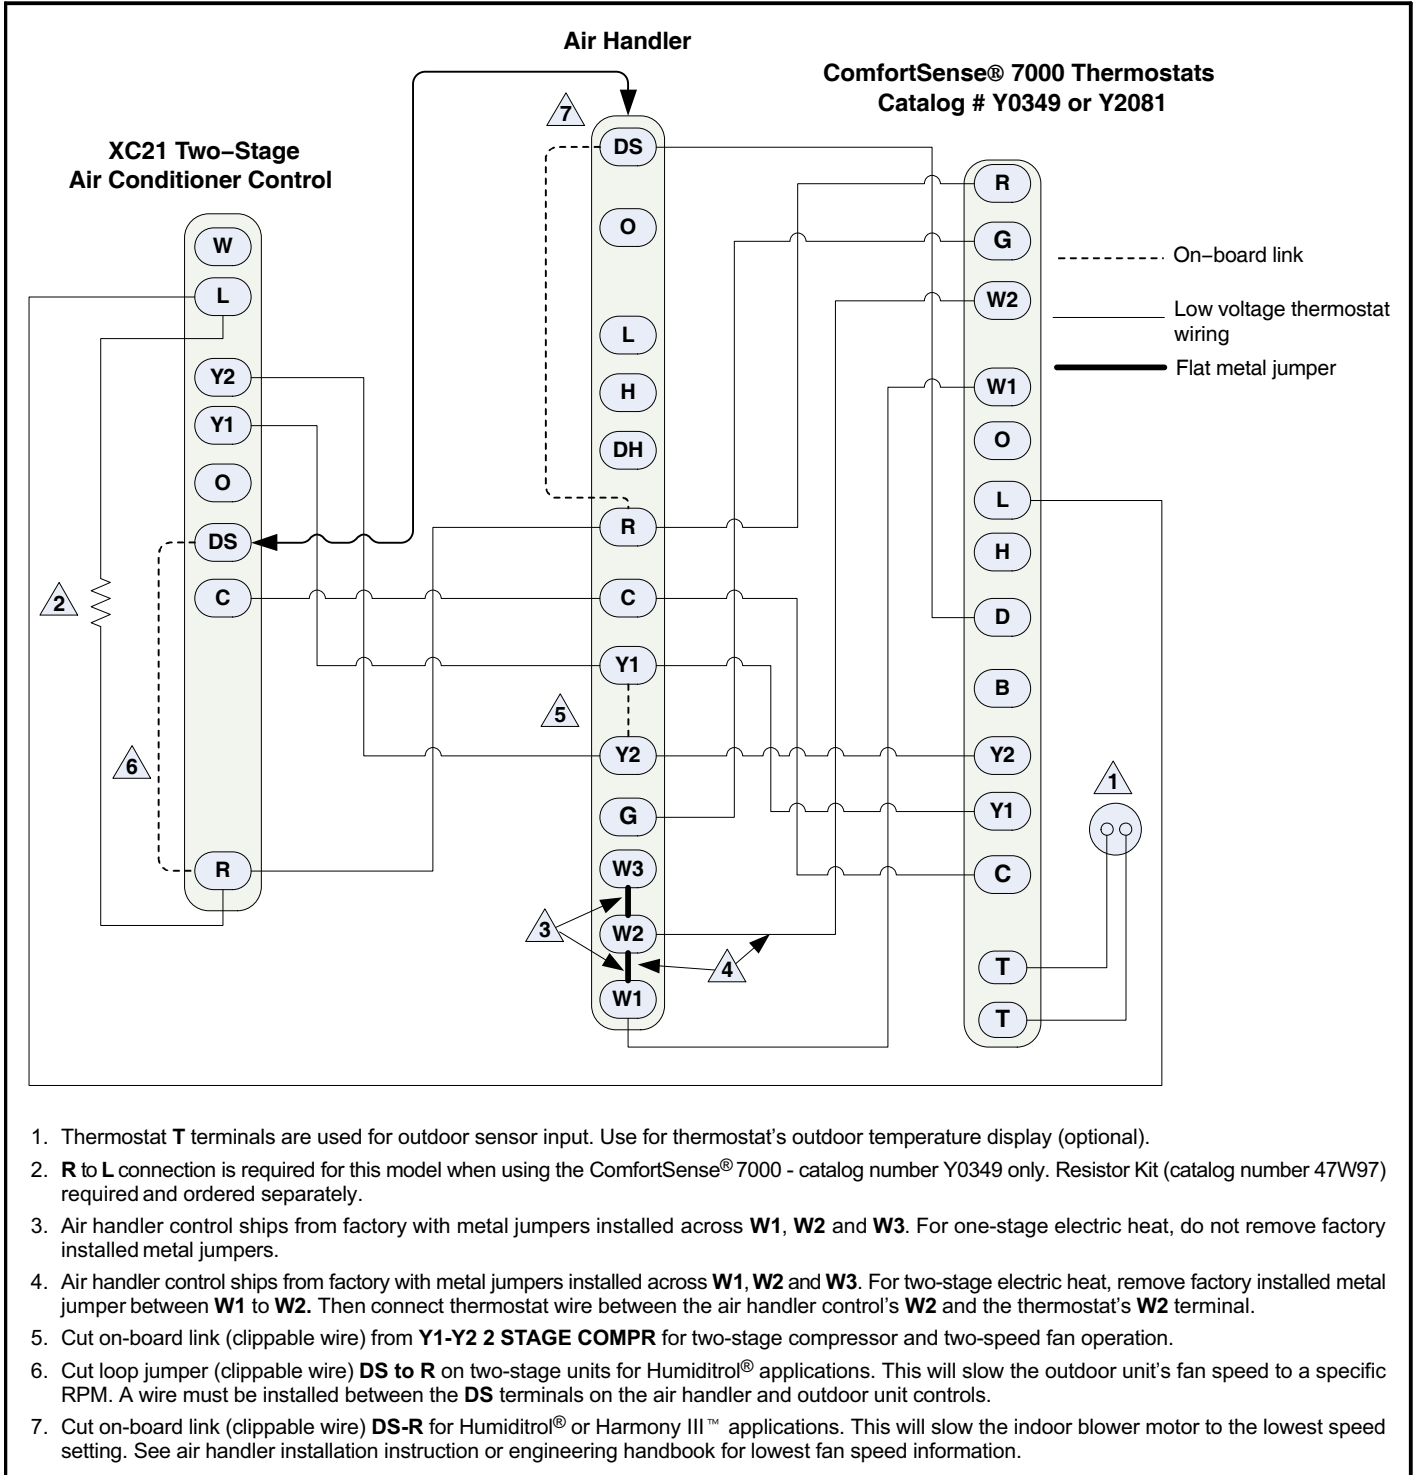 Air Handler
ComfortSense® 7000 Thermostats
Catalog # Y0349 or Y2081
XC21 Two−Stage
Air Conditioner Control
W
L
Y2
Y1
O
DS
C
R
2
6
7
DS
O
L
H
DH
R
C
Y1
5
Y2
G
W3
3
W2
4
W1
R
G
W2
W1
O
L
H
D
B
Y2
Y1
C
T
T
1
On−board link
Low voltage thermostat
wiring
Flat metal jumper
1. Thermostat T terminals are used for outdoor sensor input. Use for thermostat's outdoor temperature display (optional).
2. R to L connection is required for this model when using the ComfortSense® 7000 - catalog number Y0349 only. Resistor Kit (catalog number 47W97)
required and ordered separately.
3. Air handler control ships from factory with metal jumpers installed across W1, W2 and W3. For one-stage electric heat, do not remove factory
installed metal jumpers.
4. Air handler control ships from factory with metal jumpers installed across W1, W2 and W3. For two-stage electric heat, remove factory installed metal
jumper between W1 to W2. Then connect thermostat wire between the air handler control's W2 and the thermostat's W2 terminal.
5. Cut on-board link (clippable wire) from Y1-Y2 2 STAGE COMPR for two-stage compressor and two-speed fan operation.
6. Cut loop jumper (clippable wire) DS to R on two-stage units for Humiditrol® applications. This will slow the outdoor unit's fan speed to a specific
RPM. A wire must be installed between the DS terminals on the air handler and outdoor unit controls.
7. Cut on-board link (clippable wire) DS-R for Humiditrol® or Harmony III™ applications. This will slow the indoor blower motor to the lowest speed
setting. See air handler installation instruction or engineering handbook for lowest fan speed information.